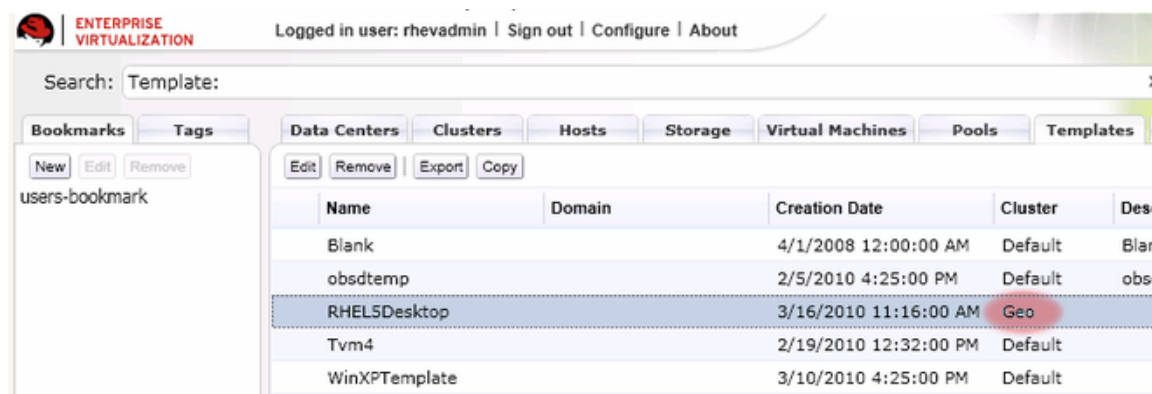 ENTERPRISE
VIRTUALIZATION
Logged in user: rhevadmin | Sign out | Configure | About
Search: Template:
Bookmarks Tags
Data Centers Clusters Hosts Storage Virtual Machines Pools Templates
New Edit Remove
Edit Remove | Export Copy
users-bookmark
Name Domain Creation Date Cluster Des
Blank 4/1/2008 12:00:00 AM Default Blar
obsdtemp 2/5/2010 4:25:00 PM Default obs
RHEL5Desktop 3/16/2010 11:16:00 AM Geo
Tvm4 2/19/2010 12:32:00 PM Default
WinXPTemplate 3/10/2010 4:25:00 PM Default